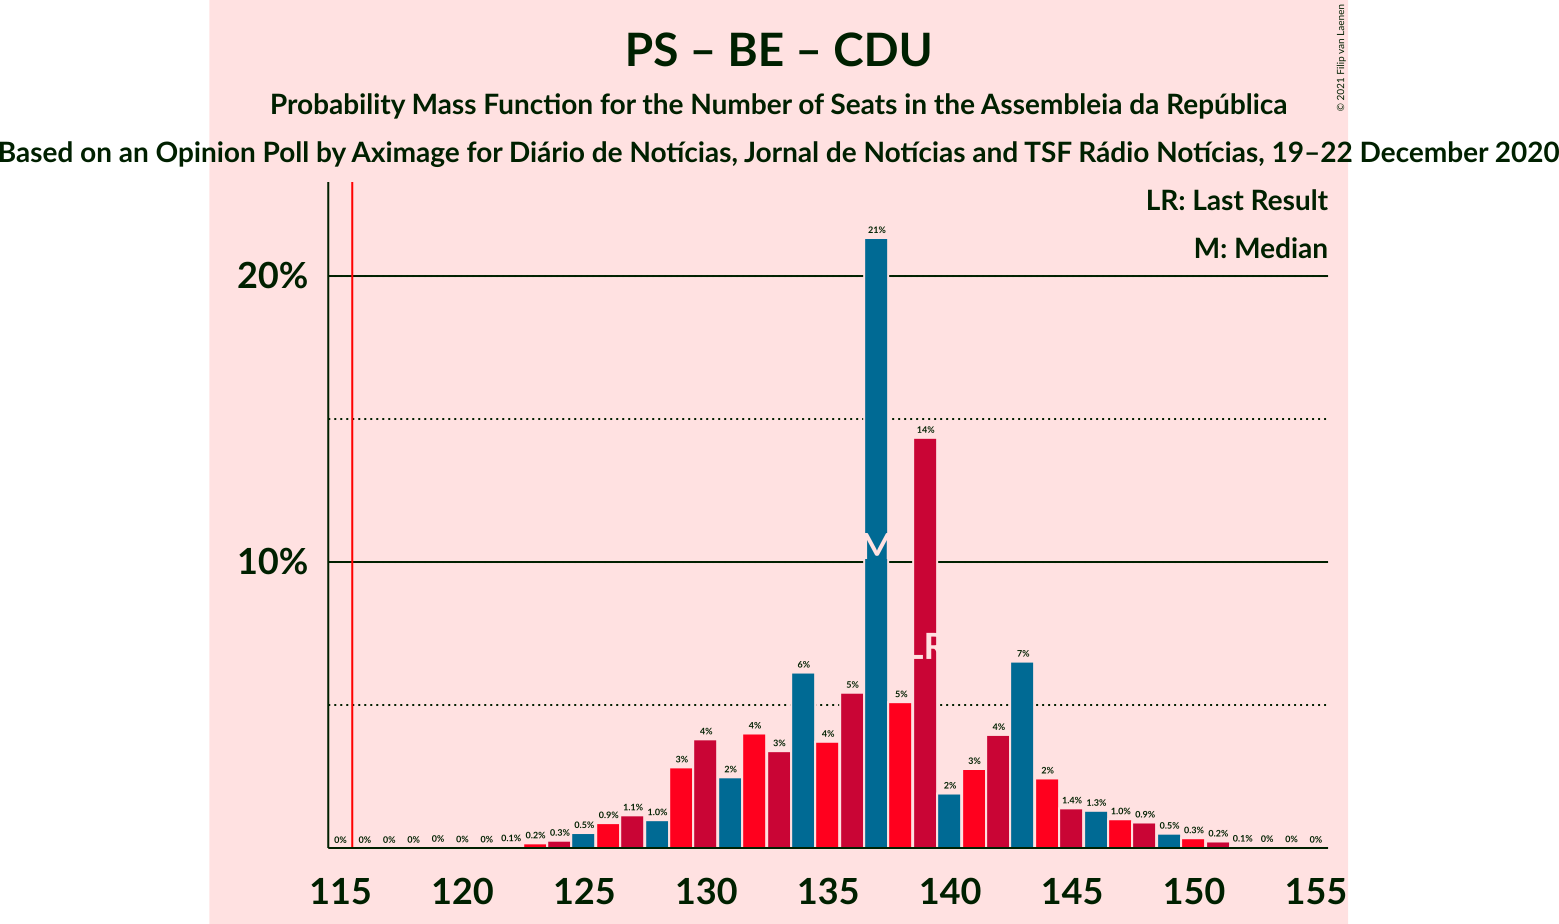 PS – BE – CDU
Probability Mass Function for the Number of Seats in the Assembleia da República
Based on an Opinion Poll by Aximage for Diário de Notícias, Jornal de Notícias and TSF Rádio Notícias, 19–22 December 2020
© 2021 Filip van Laenen
LR: Last Result
M: Median
20%
10%
0% 0% 0% 0% 0% 0% 0% 0.1% 0.2% 0.3% 0.5% 0.9% 1.1% 1.0% 3% 4% 2% 4% 3% 6% 4% 5% 21% 5% 14% 2% 3% 4% 7% 2% 1.4% 1.3% 1.0% 0.9% 0.5% 0.3% 0.2% 0.1% 0% 0% 0%
M
LR
115 120 125 130 135 140 145 150 155